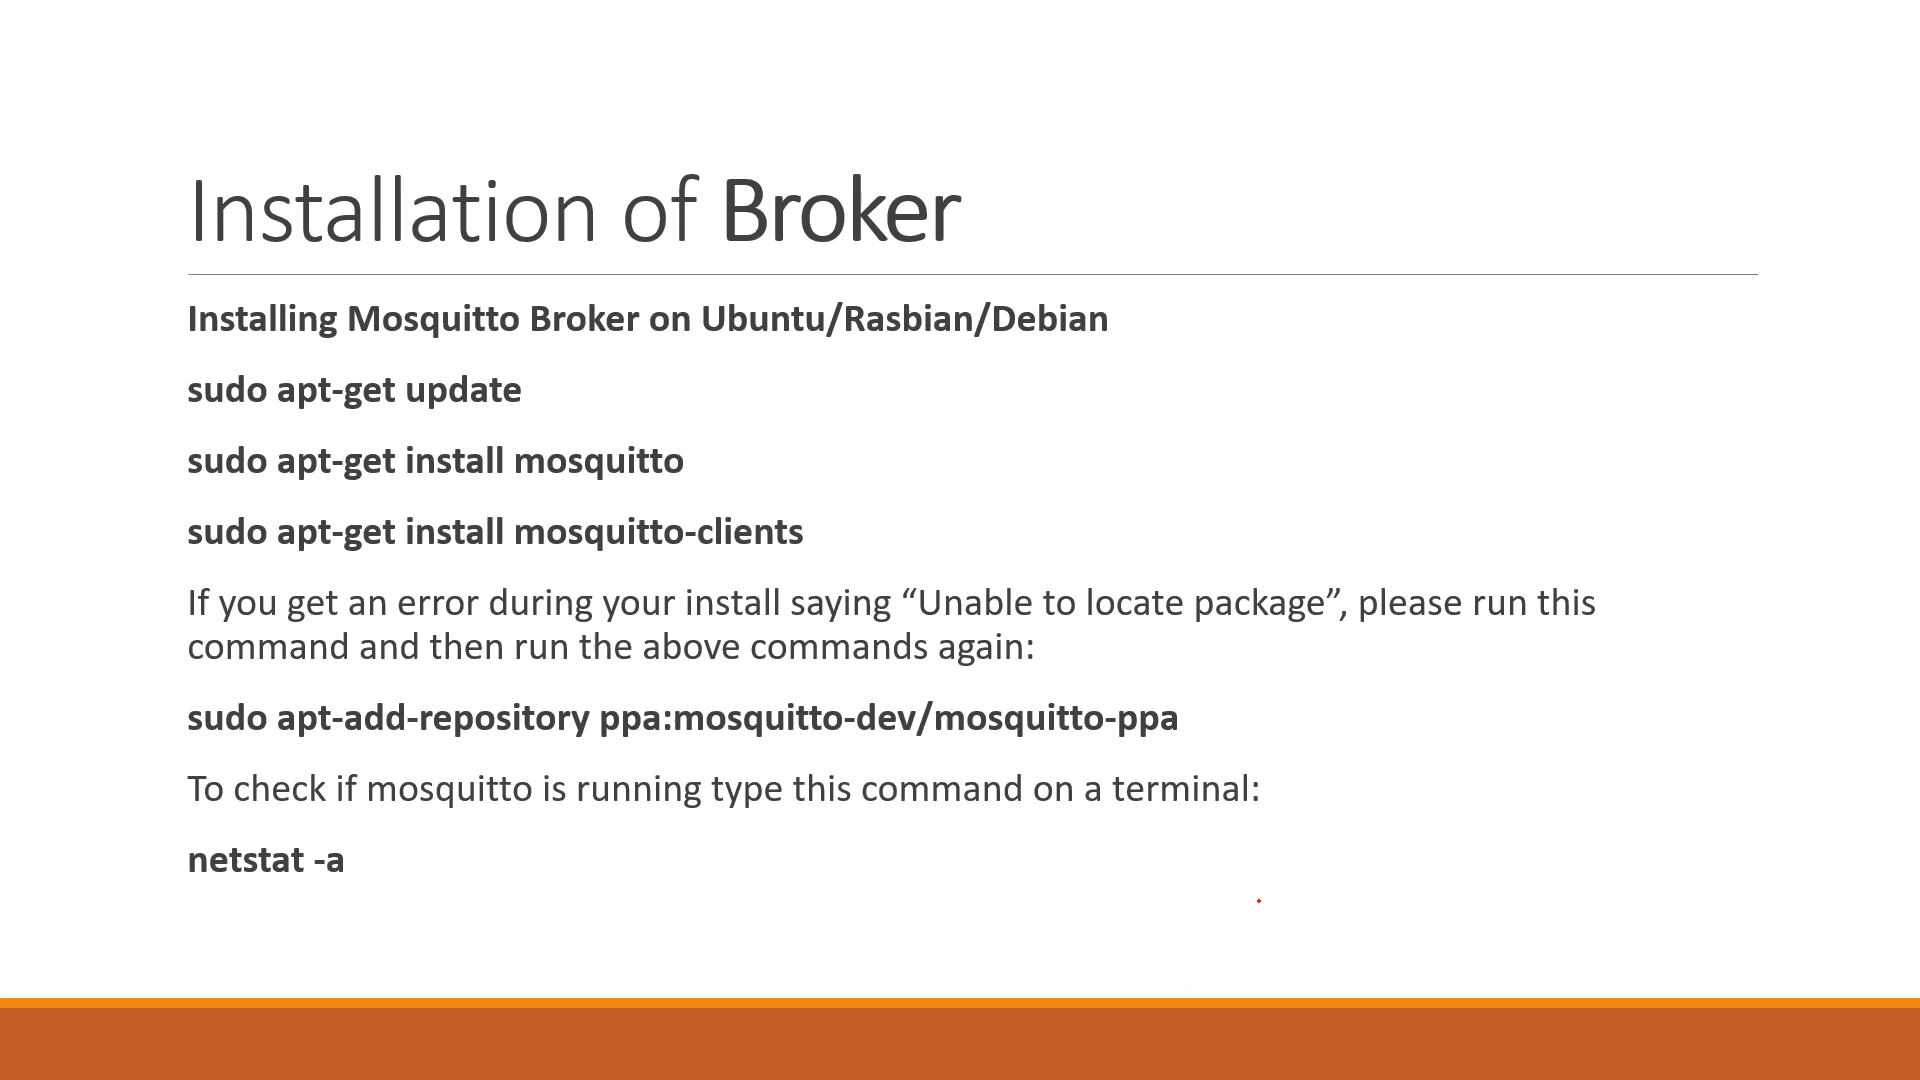 Installation of Broker
Installing Mosquitto Broker on Ubuntu/Rasbian/Debian
sudo apt-get update
sudo apt-get install mosquitto
sudo apt-get install mosquitto-clients
If you get an error during your install saying “Unable to locate package”, please run this
command and then run the above commands again:
sudo apt-add-repository ppa:mosquitto-dev/mosquitto-ppa
To check if mosquitto is running type this command on a terminal:
netstat -a